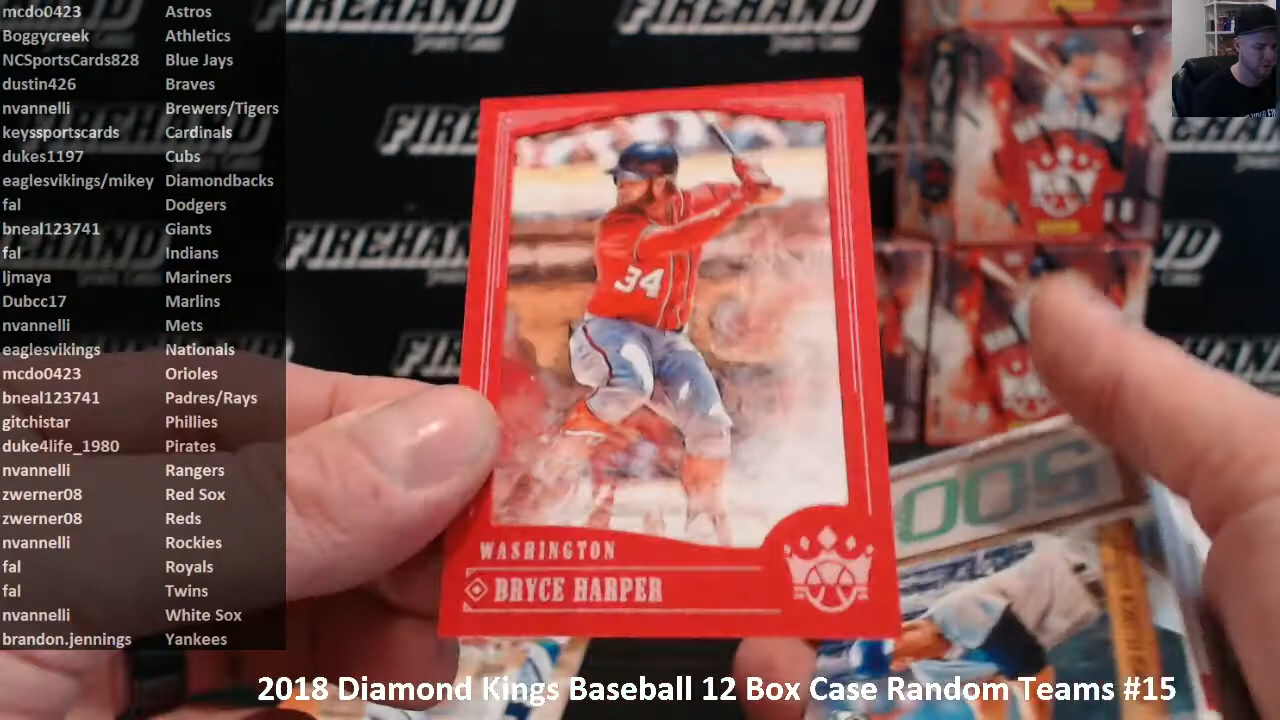 mcdo0423 Astros
Boggycreek Athletics
NCSportsCards828 Blue Jays
dustin426 Braves
nvannelli Brewers/Tigers
keyssportscards Cardinals
dukes1197 Cubs
eaglesvikings/mikey Diamondbacks
fal Dodgers
bneal123741 Giants
fal Indians
ljmaya Mariners
Dubcc17 Marlins
nvannelli Mets
eaglesvikings Nationals
mcdo0423 Orioles
bneal123741 Padres/Rays
gitchistar Phillies
duke4life_1980 Pirates
nvannelli Rangers
zwerner08 Red Sox
zwerner08 Reds
nvannelli Rockies
fal Royals
fal Twins
nvannelli White Sox
brandon.jennings Yankees
FIREHAND
FIREHAND
34
WASHINGTON
BRYCE HARPER
500
2018 Diamond Kings Baseball 12 Box Case Random Teams #15